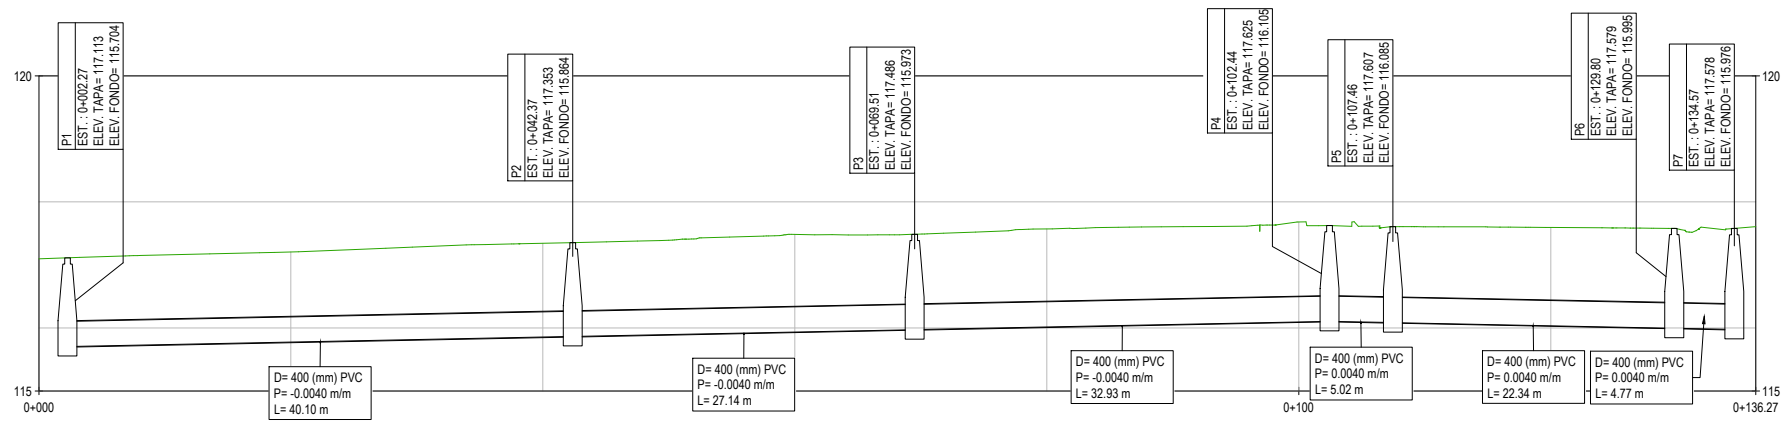 P1
EST. : 0+002.27
ELEV. TAPA= 117.113
ELEV. FONDO= 115.704
P2
EST. : 0+042.37
ELEV. TAPA= 117.353
ELEV. FONDO= 115.864
P3
EST. : 0+069.51
ELEV. TAPA= 117.486
ELEV. FONDO= 115.973
P4
EST. : 0+102.44
ELEV. TAPA= 117.625
ELEV. FONDO= 116.105
P5
EST. : 0+107.46
ELEV. TAPA= 117.607
ELEV. FONDO= 116.085
P6
EST. : 0+129.80
ELEV. TAPA= 117.579
ELEV. FONDO= 115.995
P7
EST. : 0+134.57
ELEV. TAPA= 117.578
ELEV. FONDO= 115.976
120
120
D= 400 (mm) PVC
P= -0.0040 m/m
L= 40.10 m
D= 400 (mm) PVC
P= -0.0040 m/m
L= 27.14 m
D= 400 (mm) PVC
P= -0.0040 m/m
L= 32.93 m
D= 400 (mm) PVC
P= 0.0040 m/m
L= 5.02 m
D= 400 (mm) PVC
P= 0.0040 m/m
L= 22.34 m
D= 400 (mm) PVC
P= 0.0040 m/m
L= 4.77 m
115
115
0+000
0+100
0+136.27